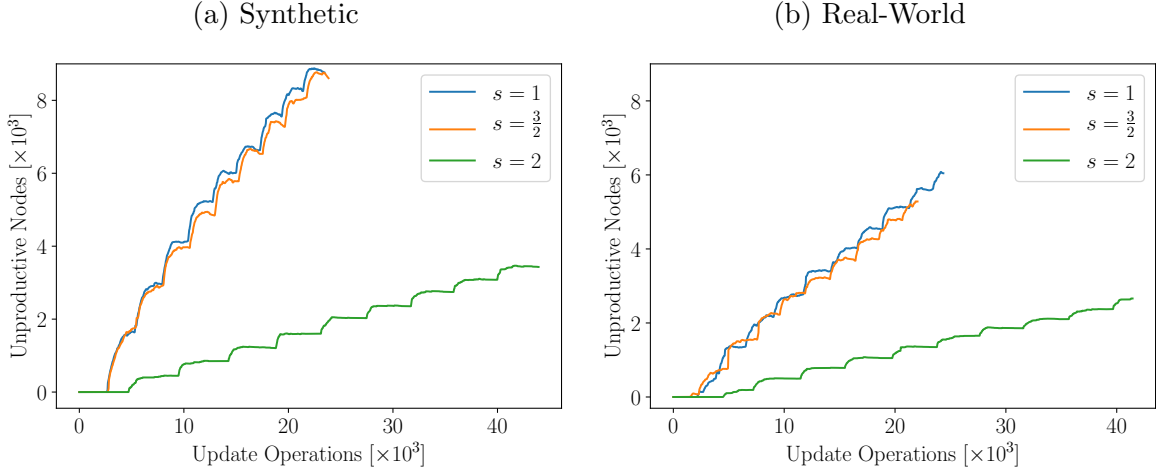 (a) Synthetic
(b) Real-World
Unproductive Nodes [×10³]
8
6
4
2
0
s = 1
s = 3/2
s = 2
0 10 20 30 40
Update Operations [×10³]
Unproductive Nodes [×10³]
8
6
4
2
0
s = 1
s = 3/2
s = 2
0 10 20 30 40
Update Operations [×10³]